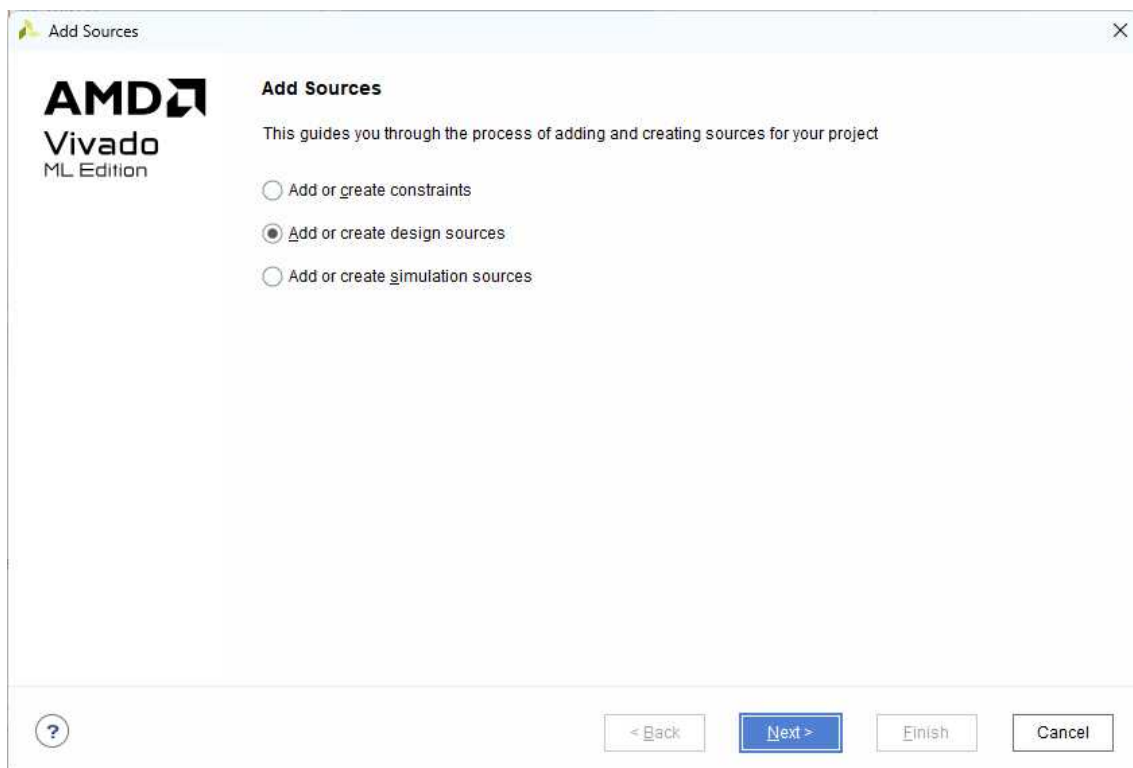 Add Sources
AMD
Vivado
ML Edition
Add Sources
This guides you through the process of adding and creating sources for your project
Add or create constraints
Add or create design sources
Add or create simulation sources
?
< Back
Next >
Finish
Cancel